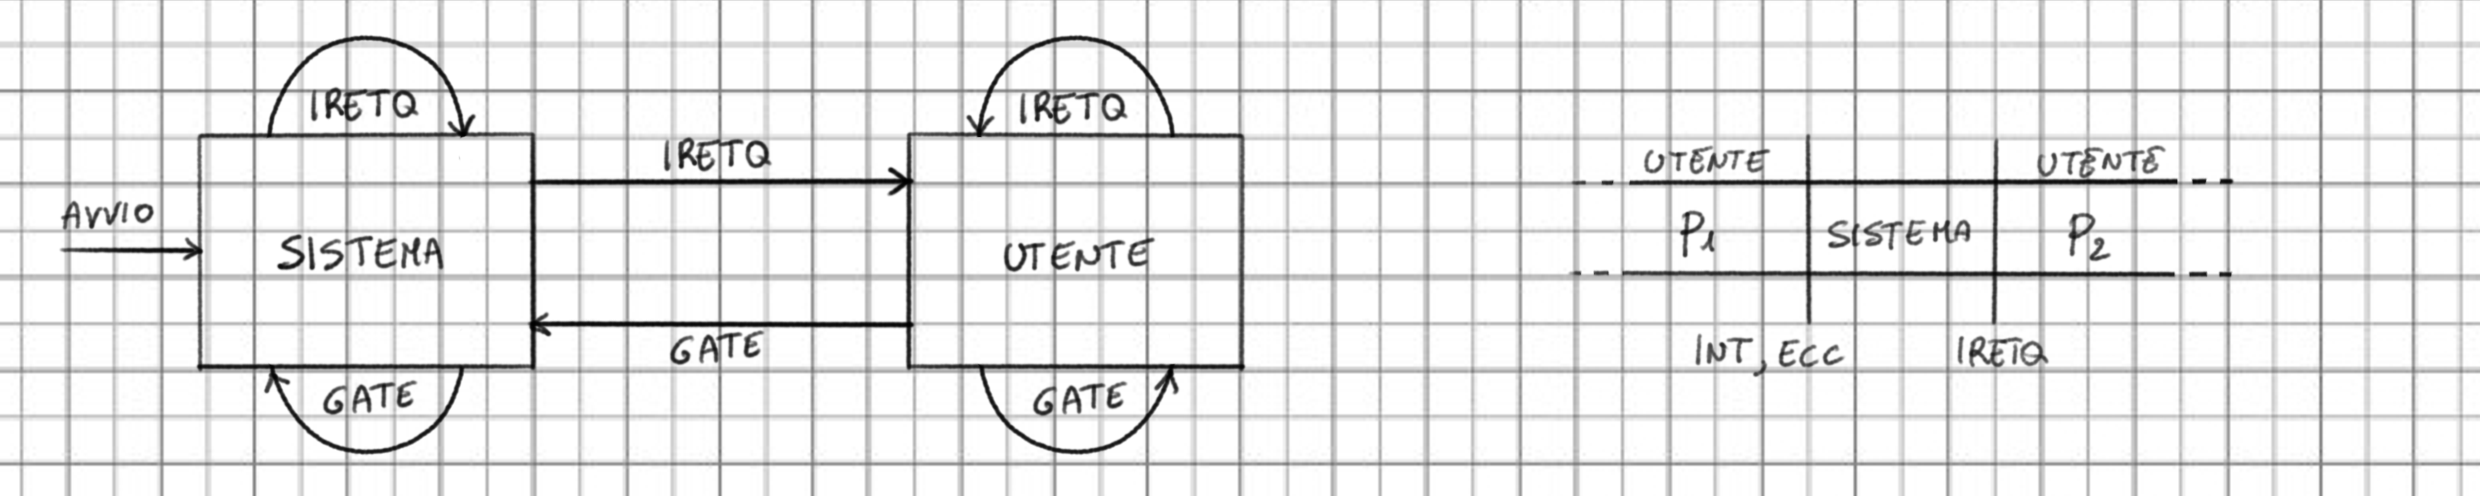 IRETQ
IRETQ
IRETQ
AVVIO
SISTEMA
UTENTE
GATE
GATE
GATE
UTENTE
UTENTE
P1
SISTEMA
P2
INT, ECC
IRETQ